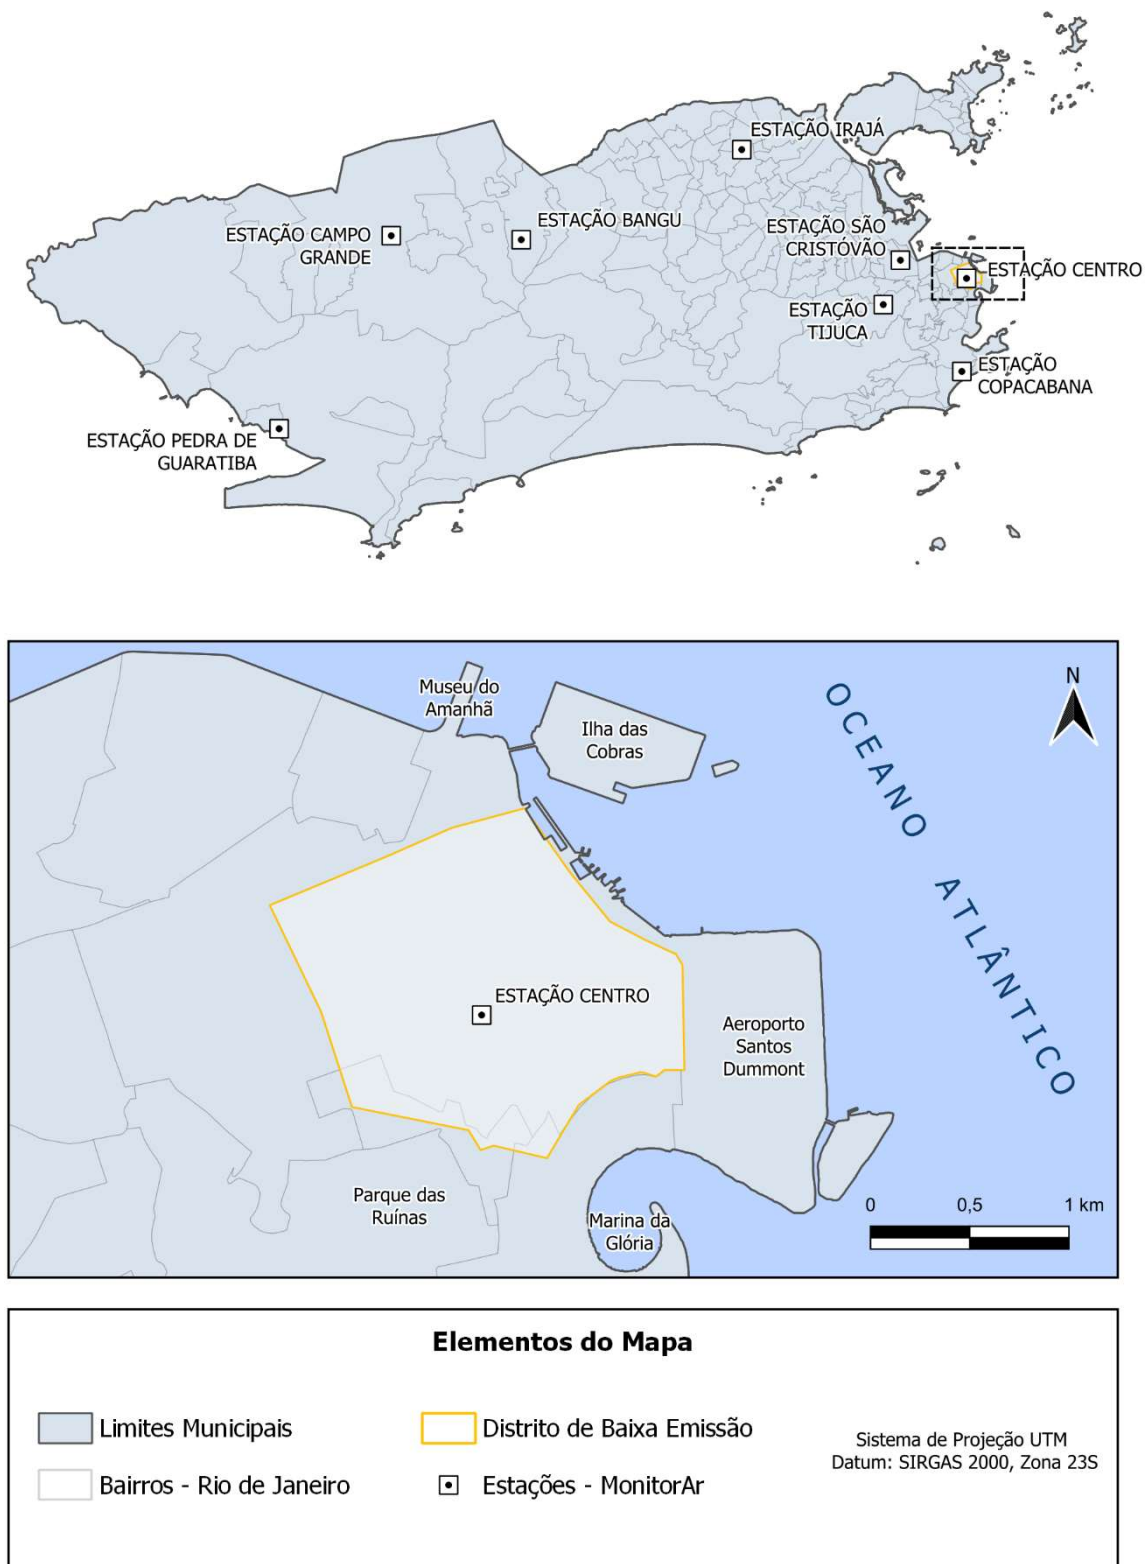 ESTAÇÃO IRAJÁ
ESTAÇÃO CAMPO
GRANDE
ESTAÇÃO BANGU
ESTAÇÃO SÃO
CRISTÓVÃO
ESTAÇÃO CENTRO
ESTAÇÃO
TIJUCA
ESTAÇÃO
COPACABANA
ESTAÇÃO PEDRA DE
GUARATIBA
Museu do
Amanhã
Ilha das
Cobras
N
OCEANO ATLÂNTICO
ESTAÇÃO CENTRO
Aeroporto
Santos
Dummont
Parque das
Ruínas
Marina da
Glória
0 0,5 1 km
Elementos do Mapa
Limites Municipais
Distrito de Baixa Emissão
Bairros - Rio de Janeiro
Estações - MonitorAr
Sistema de Projeção UTM
Datum: SIRGAS 2000, Zona 23S